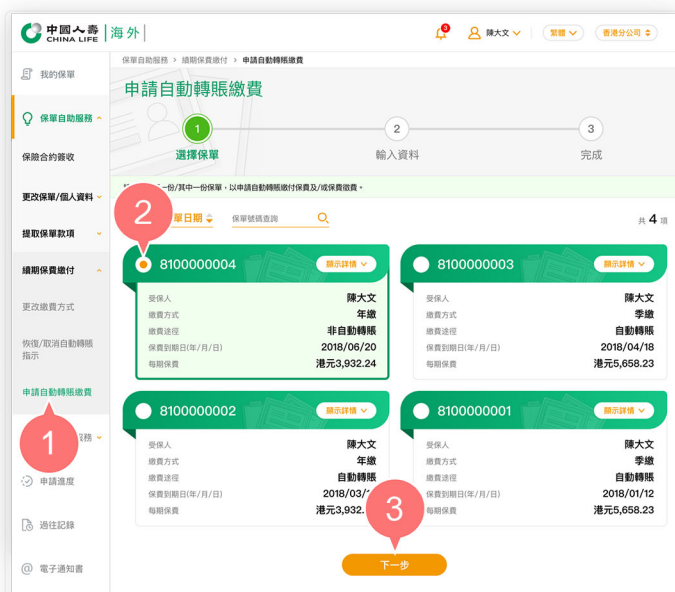 中國人壽 海外
CHINA LIFE
3
陳大文
繁體
香港分公司
我的保單
保單自助服務
保險合約簽收
更改保單/個人資料
提取保單款項
續期保費繳付
更改繳費方式
恢復/取消自動轉賬
指示
申請自動轉賬繳費
1
服務
申請進度
過往記錄
@ 電子通知書
保單自助服務 > 續期保費繳付 > 申請自動轉賬繳費
申請自動轉賬繳費
1 2 3
選擇保單 輸入資料 完成
一份/其中一份保單，以申請自動轉賬繳付保費及/或保費徵費。
2
單日期 保單號碼查詢
共 4 項
8100000004 顯示詳情
受保人 陳大文
繳費方式 年繳
繳費途徑 非自動轉賬
保費到期日(年/月/日) 2018/06/20
每期保費 港元3,932.24
8100000003 顯示詳情
受保人 陳大文
繳費方式 季繳
繳費途徑 自動轉賬
保費到期日(年/月/日) 2018/04/18
每期保費 港元5,658.23
8100000002 顯示詳情
受保人 陳大文
繳費方式 年繳
繳費途徑 自動轉賬
保費到期日(年/月/日) 2018/03/
每期保費 港元3,932.
8100000001 顯示詳情
受保人 陳大文
繳費方式 季繳
繳費途徑 自動轉賬
保費到期日(年/月/日) 2018/01/12
每期保費 港元5,658.23
3
下一步